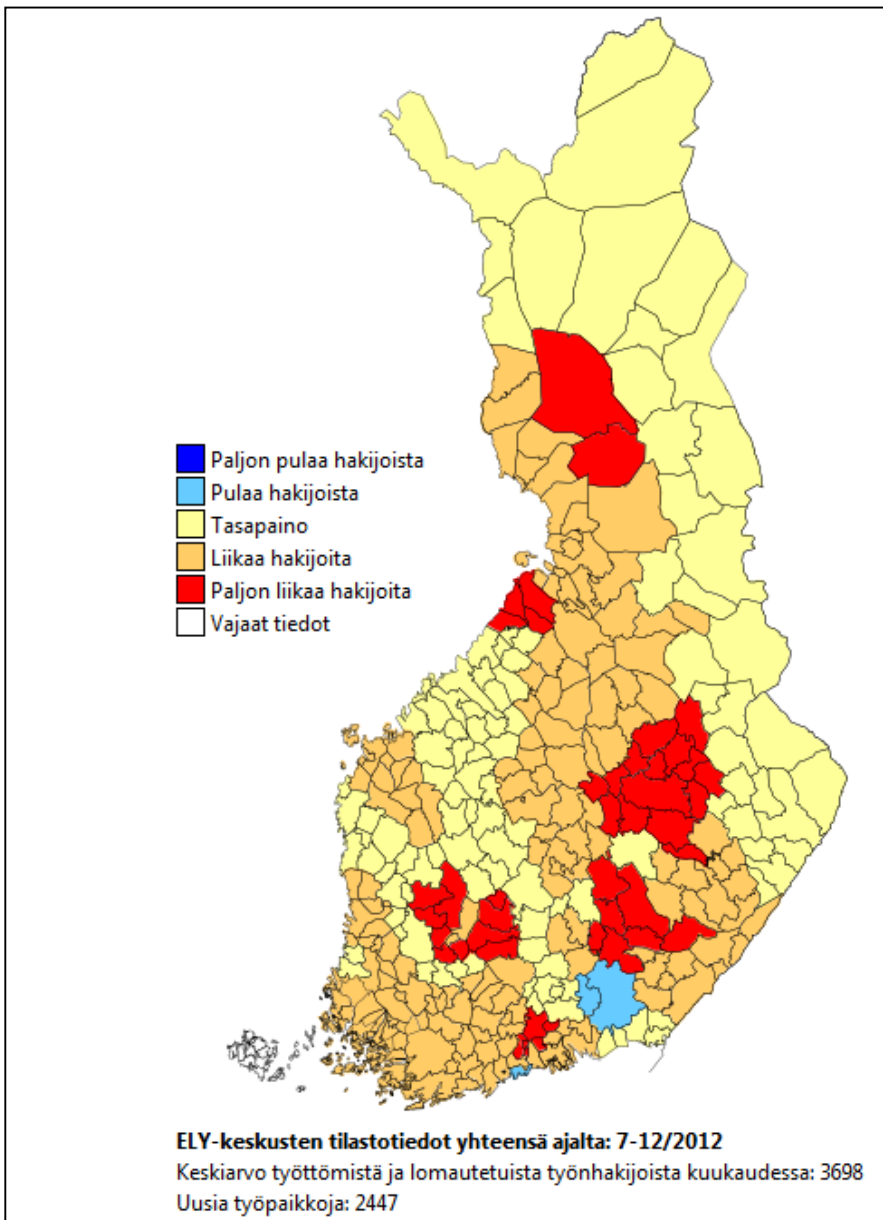 Paljon pulaa hakijoista
Pulaa hakijoista
Tasapaino
Liikaa hakijoita
Paljon liikaa hakijoita
Vajaat tiedot
ELY-keskusten tilastotiedot yhteensä ajalta: 7-12/2012
Keskiarvo työttömistä ja lomautetuista työnhakijoista kuukaudessa: 3698
Uusia työpaikkoja: 2447